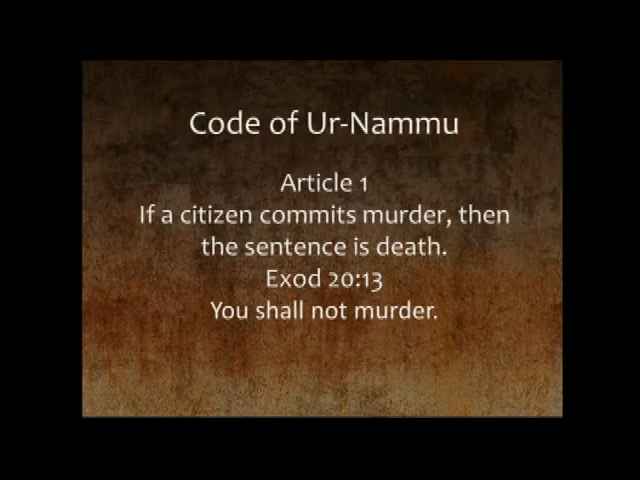 Code of Ur-Nammu
Article 1
If a citizen commits murder, then
the sentence is death.
Exod 20:13
You shall not murder.